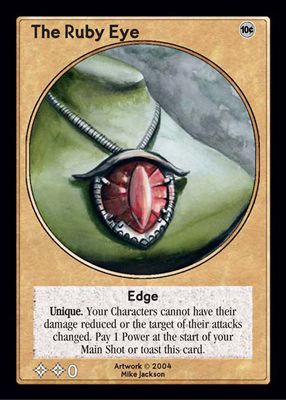 The Ruby Eye
10¢
Edge
Unique. Your Characters cannot have their
damage reduced or the target of their attacks
changed. Pay 1 Power at the start of your
Main Shot or toast this card.
0
Artwork © 2004
Mike Jackson